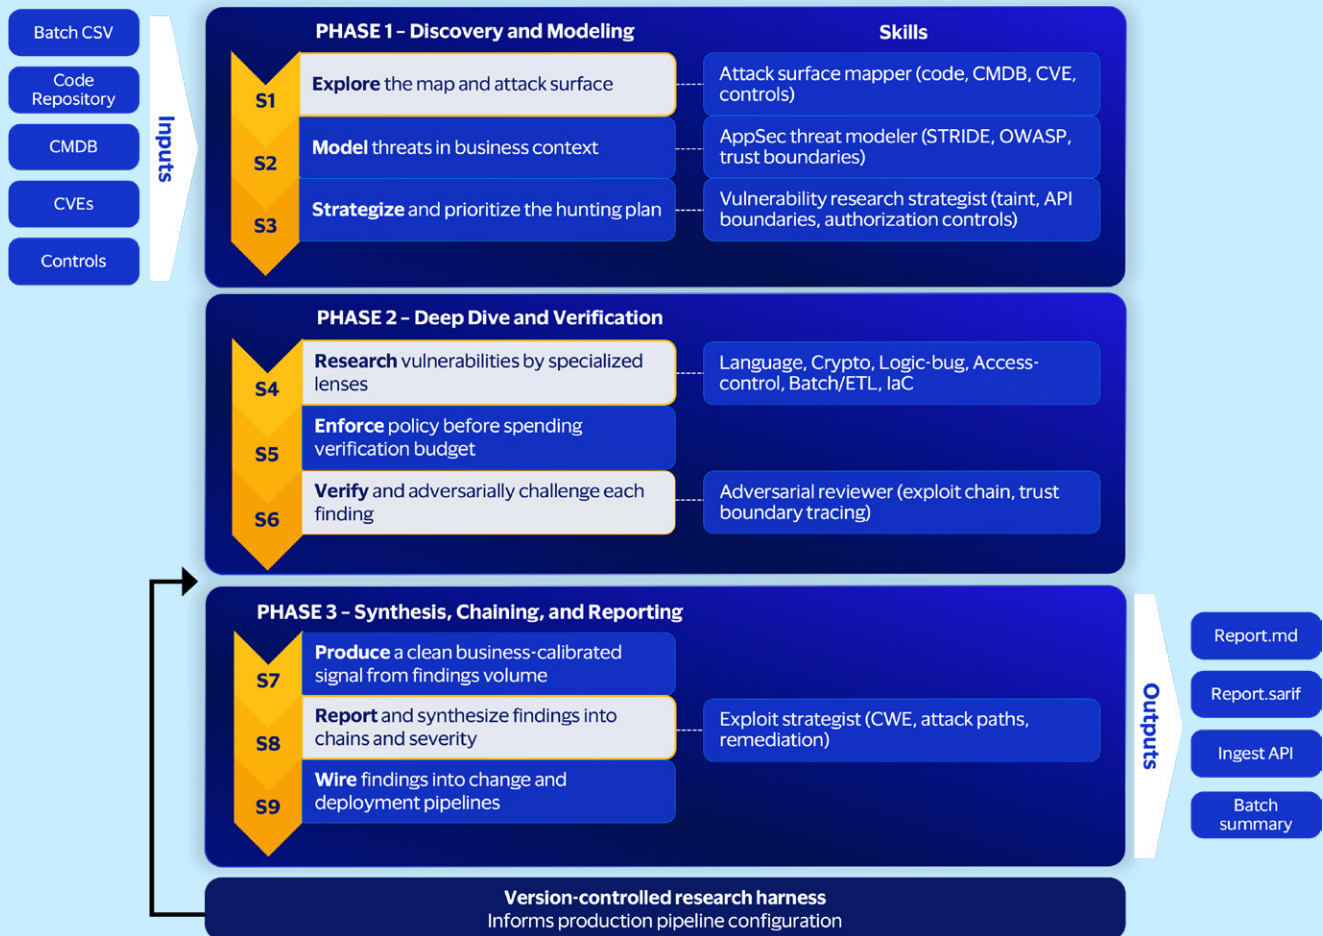 Batch CSV
Code
Repository
CMDB
CVEs
Controls
Inputs
PHASE 1 – Discovery and Modeling
Skills
S1
Explore the map and attack surface
Attack surface mapper (code, CMDB, CVE,
controls)
S2
Model threats in business context
AppSec threat modeler (STRIDE, OWASP,
trust boundaries)
S3
Strategize and prioritize the hunting plan
Vulnerability research strategist (taint, API
boundaries, authorization controls)
PHASE 2 – Deep Dive and Verification
S4
Research vulnerabilities by specialized
lenses
Language, Crypto, Logic-bug, Access-
control, Batch/ETL, IaC
S5
Enforce policy before spending
verification budget
S6
Verify and adversarially challenge each
finding
Adversarial reviewer (exploit chain, trust
boundary tracing)
PHASE 3 – Synthesis, Chaining, and Reporting
S7
Produce a clean business-calibrated
signal from findings volume
S8
Report and synthesize findings into
chains and severity
Exploit strategist (CWE, attack paths,
remediation)
S9
Wire findings into change and
deployment pipelines
Outputs
Report.md
Report.sarif
Ingest API
Batch
summary
Version-controlled research harness
Informs production pipeline configuration